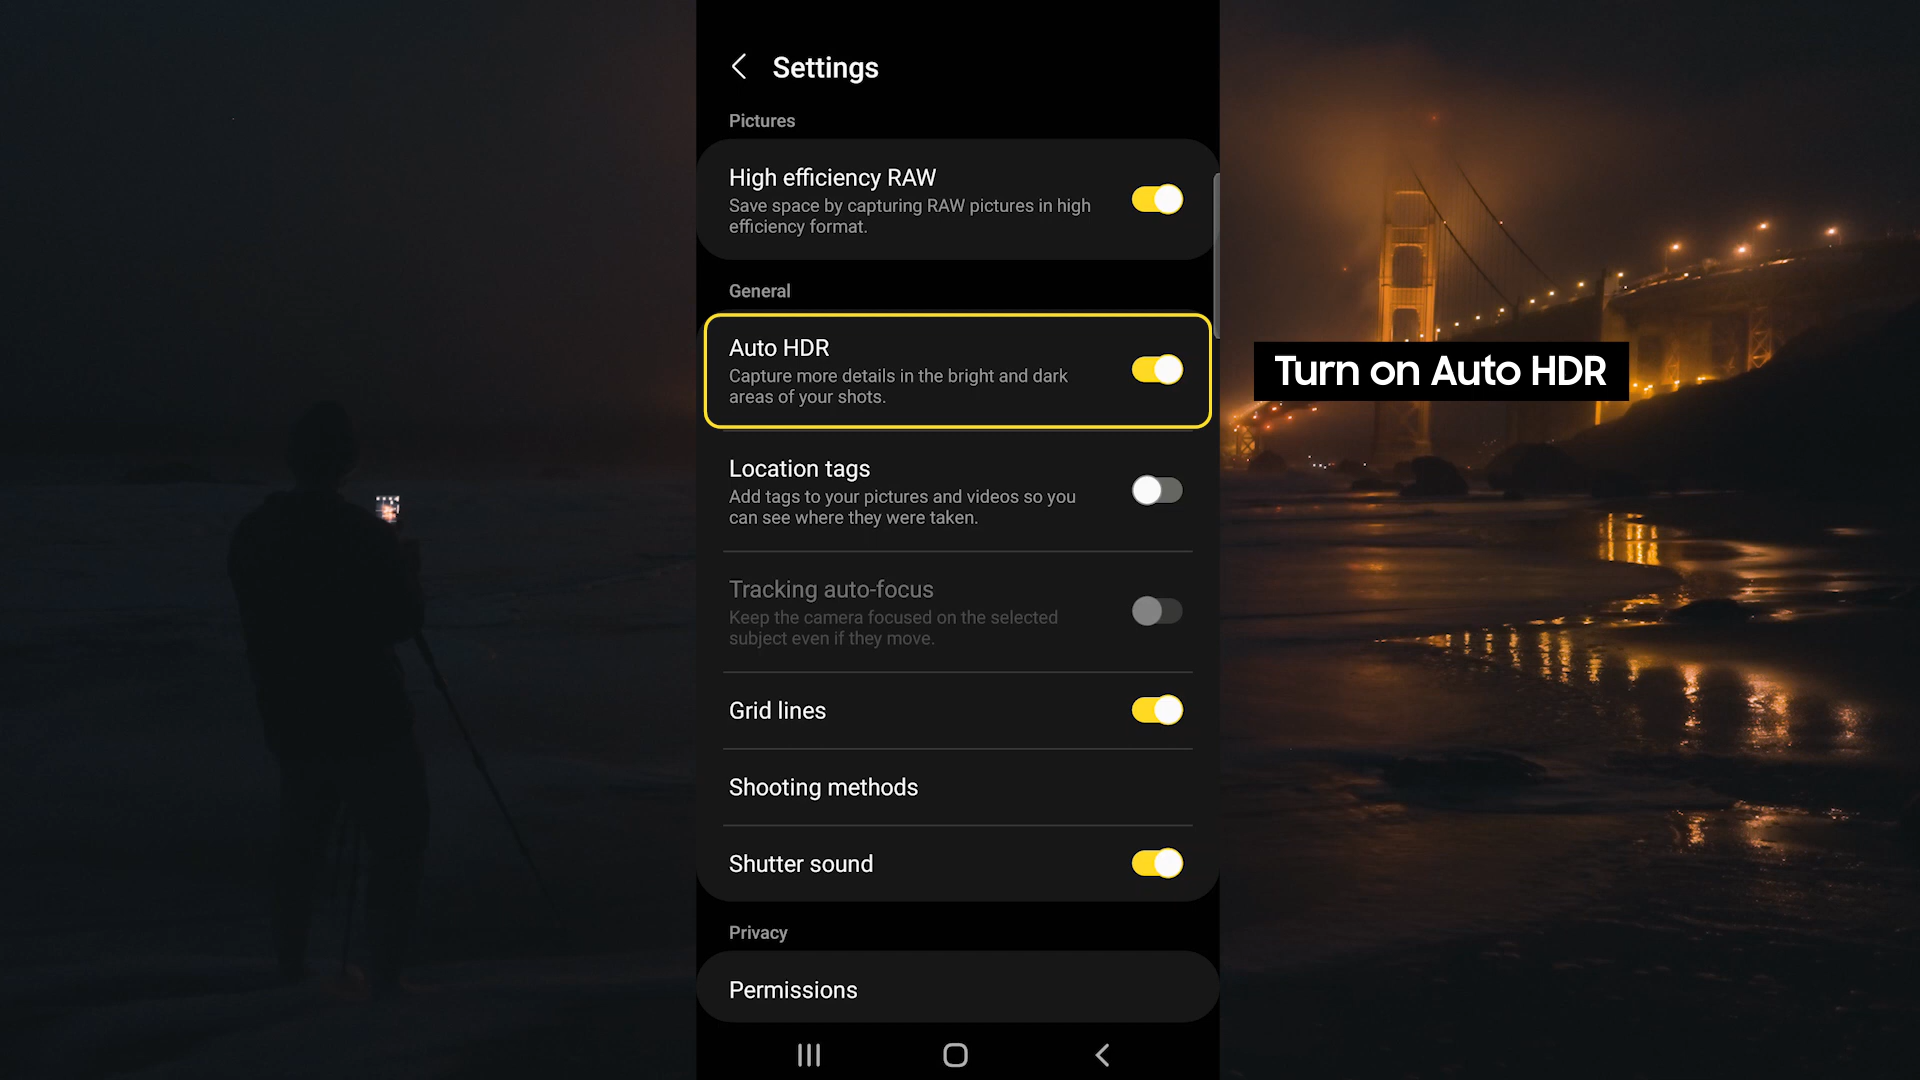 Settings
Pictures
High efficiency RAW
Save space by capturing RAW pictures in high
efficiency format.
General
Auto HDR
Capture more details in the bright and dark
areas of your shots.
Turn on Auto HDR
Location tags
Add tags to your pictures and videos so you
can see where they were taken.
Tracking auto-focus
Keep the camera focused on the selected
subject even if they move.
Grid lines
Shooting methods
Shutter sound
Privacy
Permissions